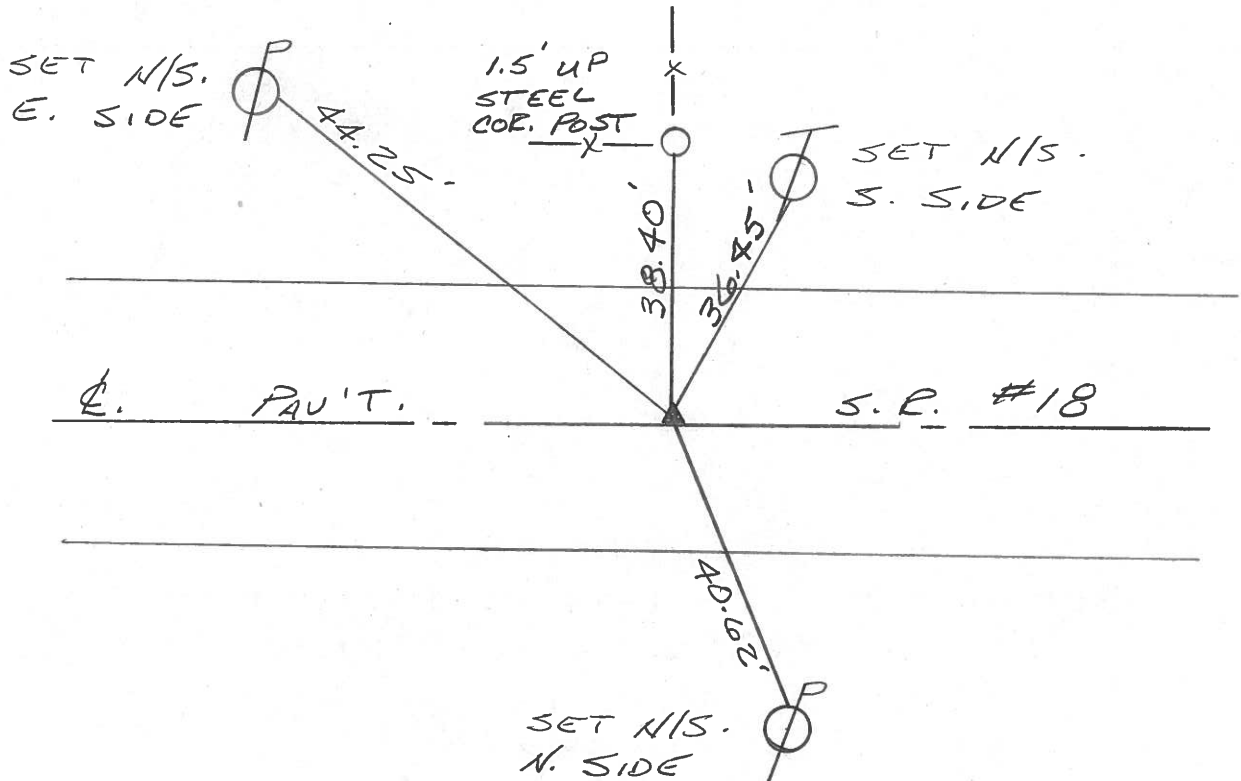 SET N/S.
E. SIDE
P
44.25'
1.5' UP
STEEL
COR. POST
x
x
38.40'
36.45'
T
SET N/S.
S. SIDE
℄. PAV'T.
S. R. #18
40.62'
P
SET N/S.
N. SIDE